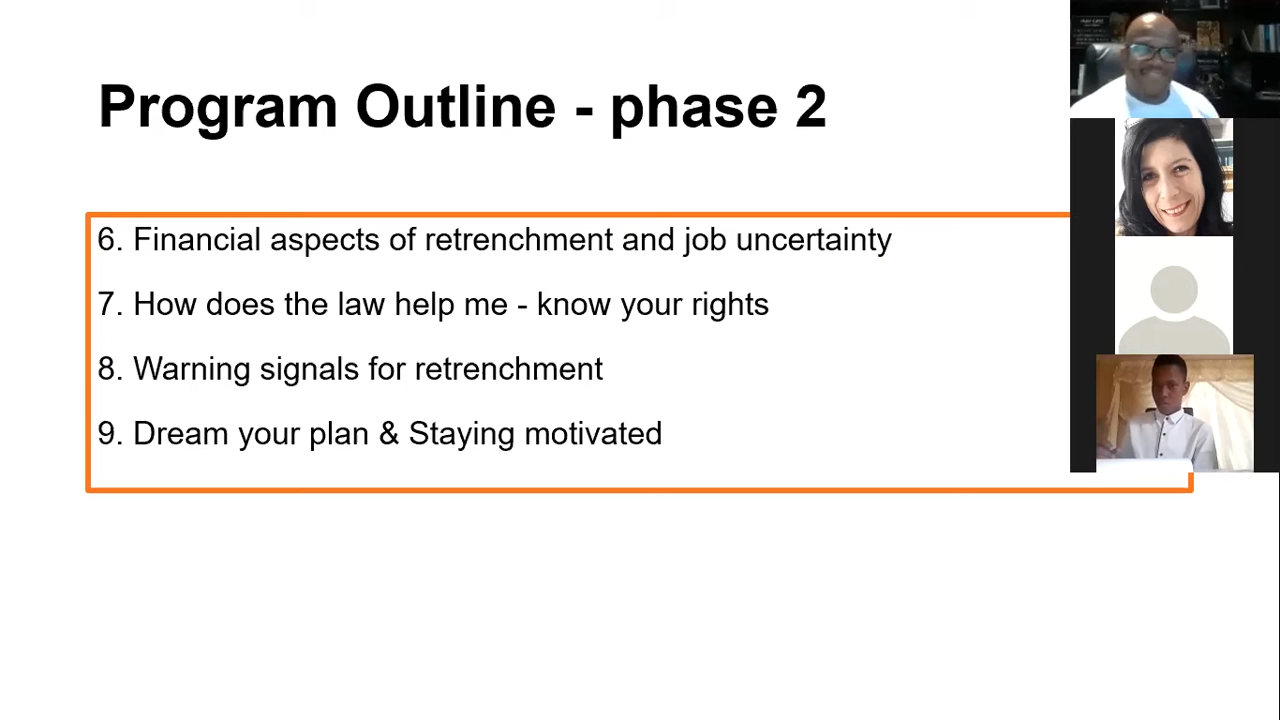 Program Outline - phase 2
6. Financial aspects of retrenchment and job uncertainty
7. How does the law help me - know your rights
8. Warning signals for retrenchment
9. Dream your plan & Staying motivated